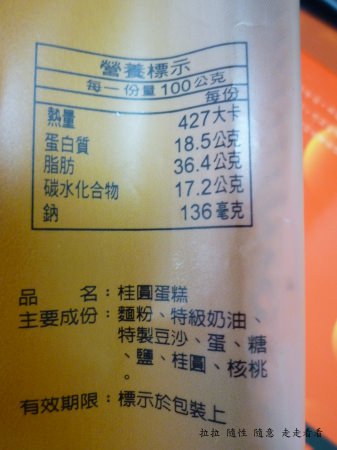 營養標示
每一份量100公克
每份
熱量 427大卡
蛋白質 18.5公克
脂肪 36.4公克
碳水化合物 17.2公克
鈉 136毫克
品名：桂圓蛋糕
主要成份：麵粉、特級奶油、
特製豆沙、蛋、糖
、鹽、桂圓、核桃
。
有效期限：標示於包裝上
拉拉 隨性 隨意 走走看看